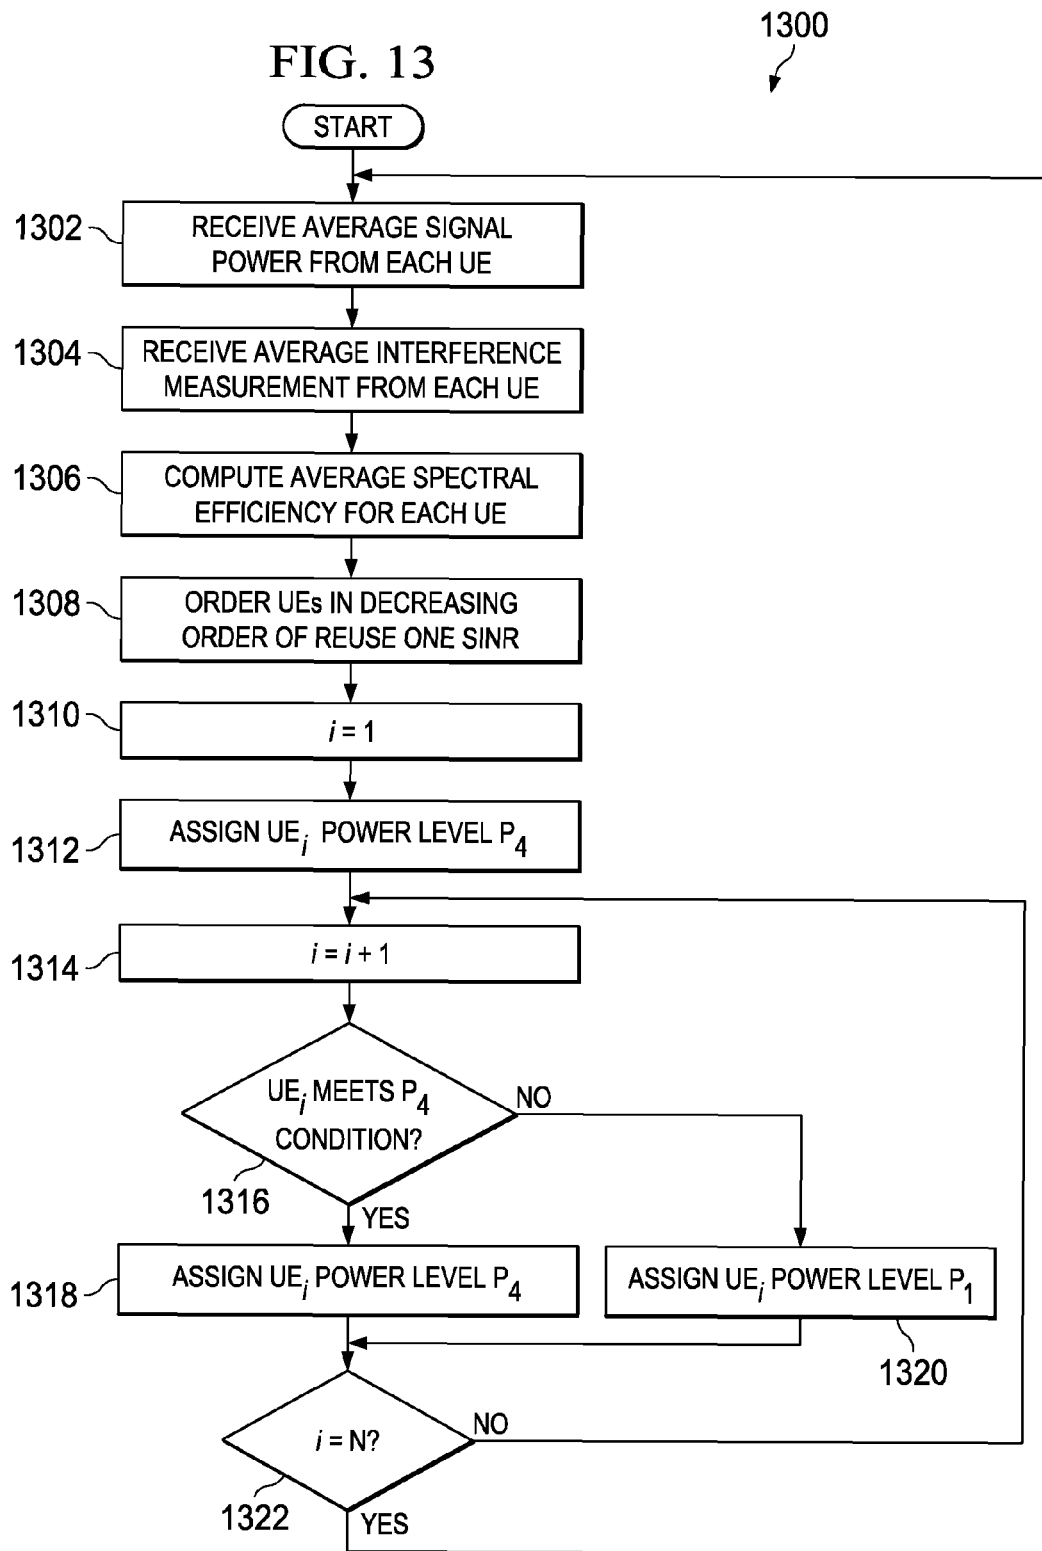 FIG. 13
1300
START
1302
RECEIVE AVERAGE SIGNAL
POWER FROM EACH UE
1304
RECEIVE AVERAGE INTERFERENCE
MEASUREMENT FROM EACH UE
1306
COMPUTE AVERAGE SPECTRAL
EFFICIENCY FOR EACH UE
1308
ORDER UEs IN DECREASING
ORDER OF REUSE ONE SINR
1310
i = 1
1312
ASSIGN UEi POWER LEVEL P4
1314
i = i + 1
UEi MEETS P4
CONDITION?
NO
1316
YES
1318
ASSIGN UEi POWER LEVEL P4
ASSIGN UEi POWER LEVEL P1
1320
i = N?
NO
1322
YES